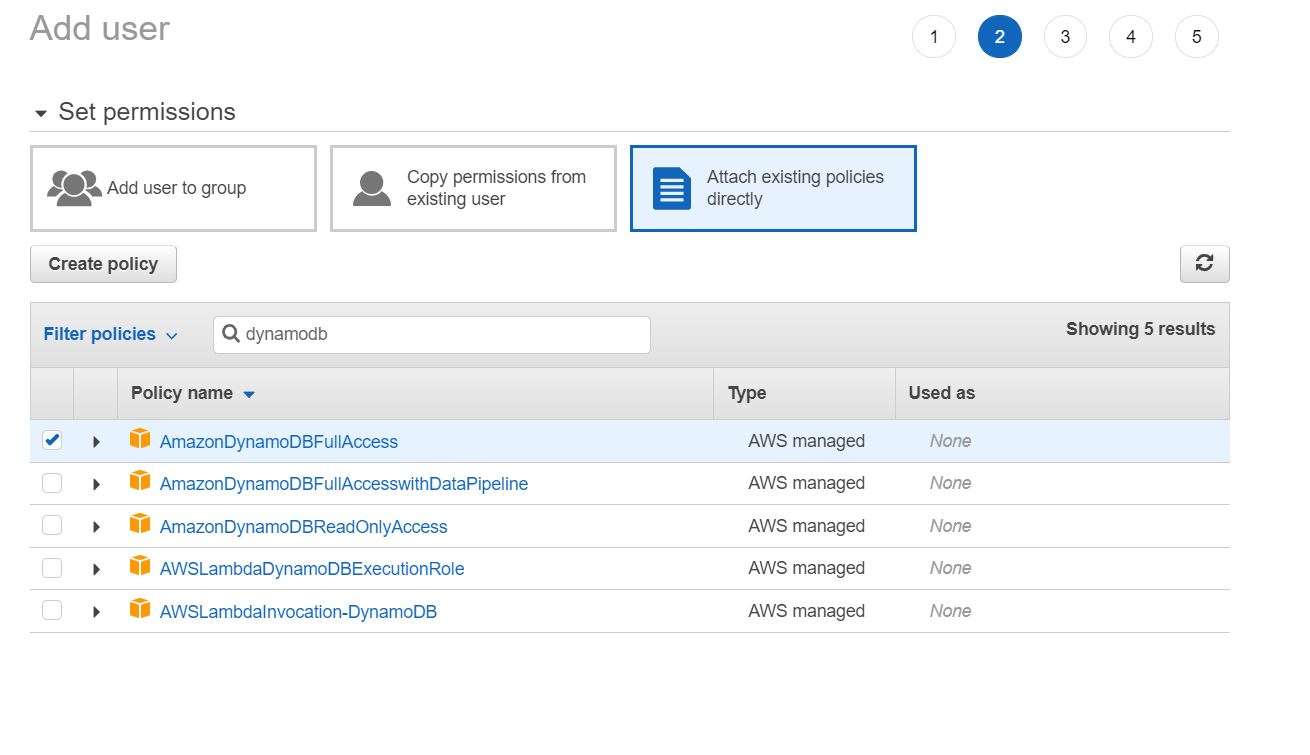 Add user
1 2 3 4 5
Set permissions
Add user to group
Copy permissions from
existing user
Attach existing policies
directly
Create policy
Filter policies
dynamodb
Showing 5 results
Policy name Type Used as
AmazonDynamoDBFullAccess AWS managed None
AmazonDynamoDBFullAccesswithDataPipeline AWS managed None
AmazonDynamoDBReadOnlyAccess AWS managed None
AWSLambdaDynamoDBExecutionRole AWS managed None
AWSLambdaInvocation-DynamoDB AWS managed None